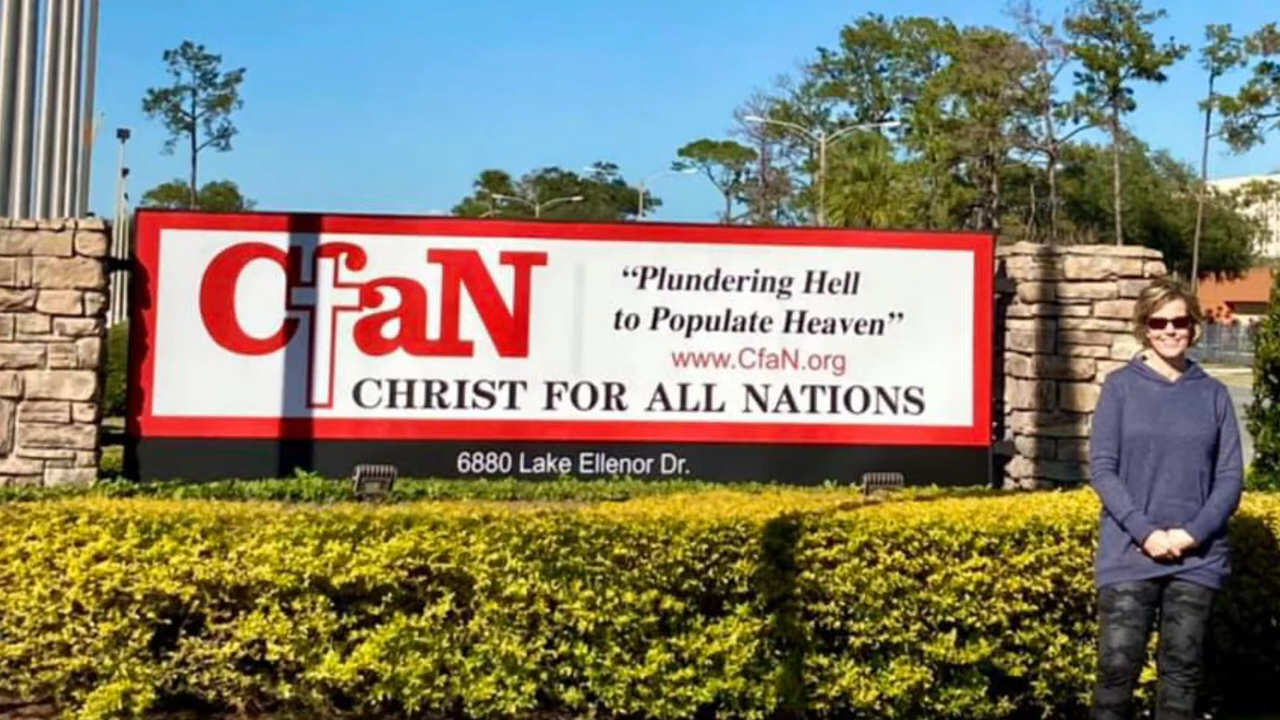 CfaN
“Plundering Hell
to Populate Heaven”
www.CfaN.org
CHRIST FOR ALL NATIONS
6880 Lake Ellenor Dr.